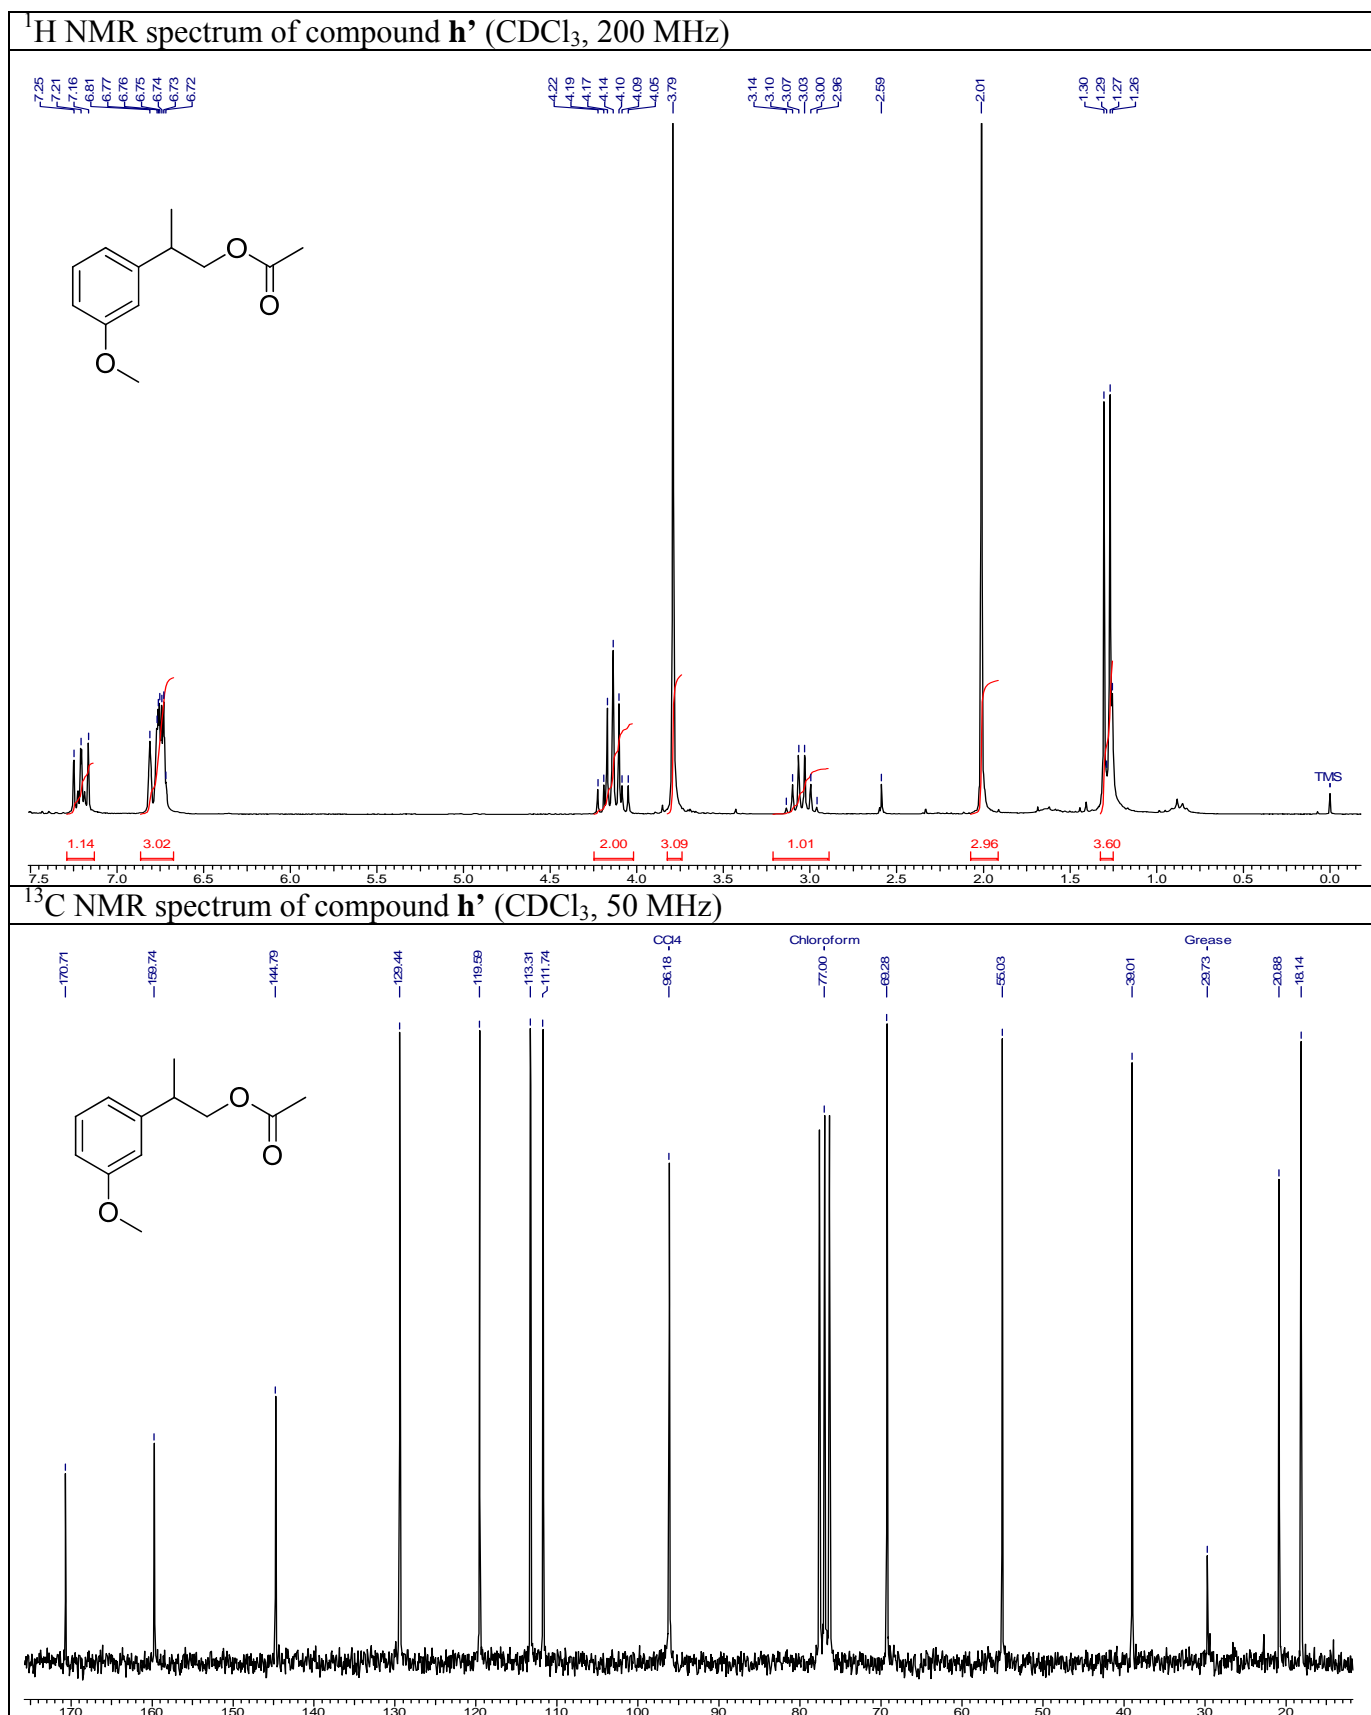 ¹H NMR spectrum of compound h’ (CDCl₃, 200 MHz)
7.25 7.21 7.16 6.81 6.77 6.76 6.75 6.74 6.73 6.72 4.22 4.19 4.17 4.14 4.10 4.09 4.05 3.79 3.14 3.10 3.07 3.03 3.00 2.96 2.59 2.01 1.30 1.29 1.27 1.26
O
O
O
TMS
1.14 3.02 2.00 3.09 1.01 2.96 3.60
7.5 7.0 6.5 6.0 5.5 5.0 4.5 4.0 3.5 3.0 2.5 2.0 1.5 1.0 0.5 0.0
¹³C NMR spectrum of compound h’ (CDCl₃, 50 MHz)
CCl4 Chloroform Grease
170.71 159.74 144.79 129.44 119.59 113.31 111.74 96.18 77.00 69.28 55.03 39.01 29.73 20.88 18.14
O
O
O
170 160 150 140 130 120 110 100 90 80 70 60 50 40 30 20